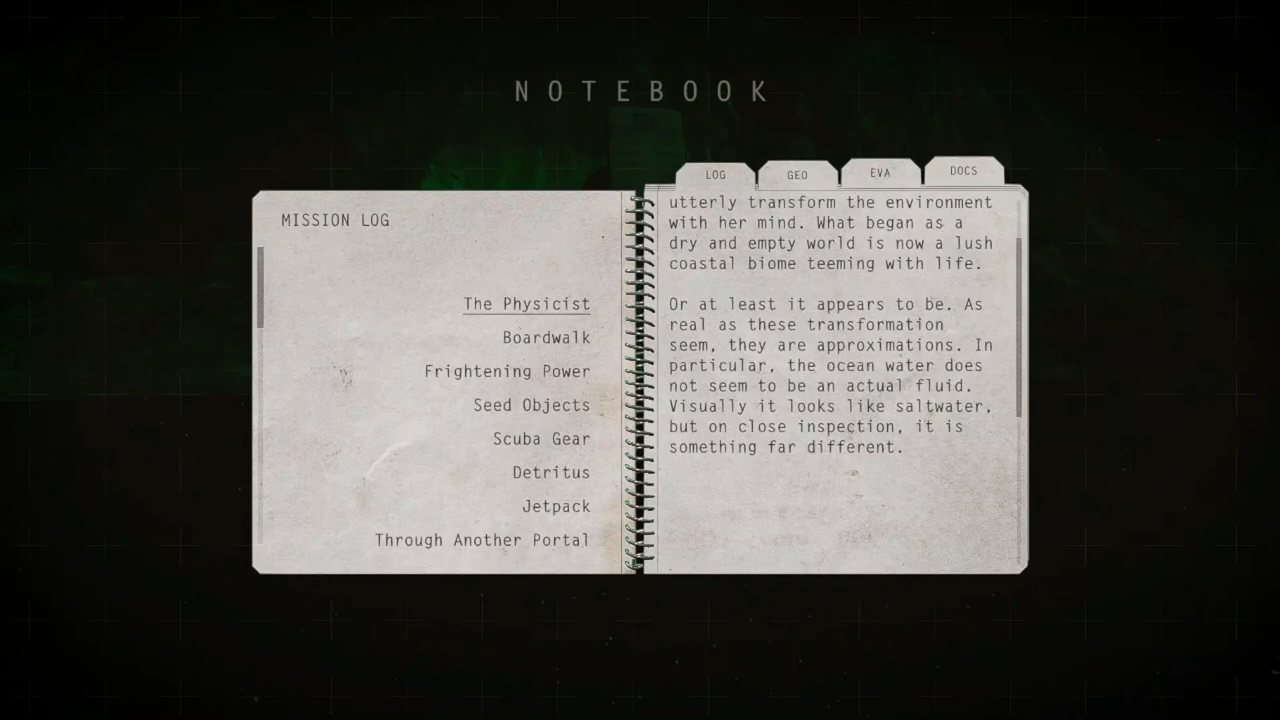 NOTEBOOK
LOG
GEO
EVA
DOCS
MISSION LOG
The Physicist
Boardwalk
Frightening Power
Seed Objects
Scuba Gear
Detritus
Jetpack
Through Another Portal
utterly transform the environment
with her mind. What began as a
dry and empty world is now a lush
coastal biome teeming with life.
Or at least it appears to be. As
real as these transformation
seem, they are approximations. In
particular, the ocean water does
not seem to be an actual fluid.
Visually it looks like saltwater,
but on close inspection, it is
something far different.